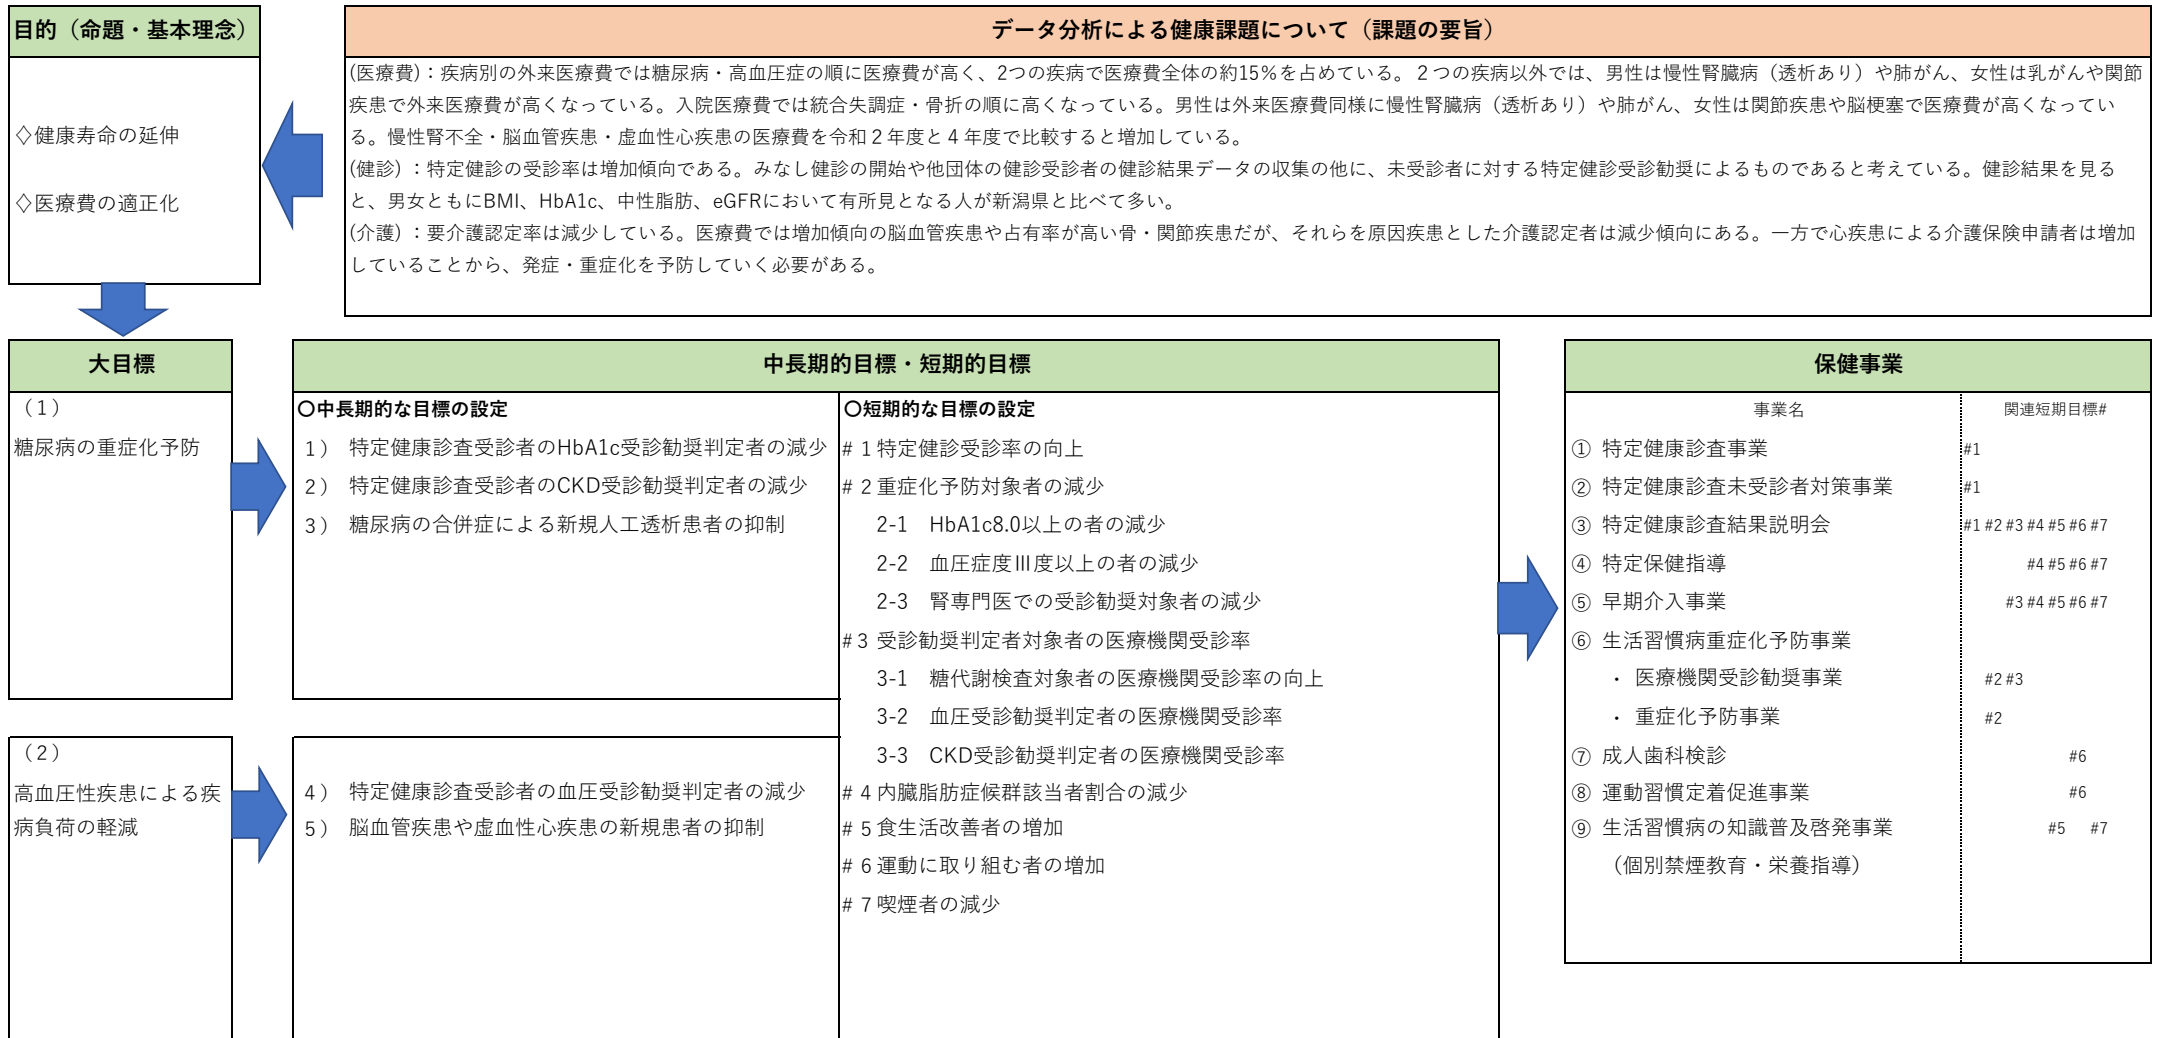 目的（命題・基本理念）
◇健康寿命の延伸
◇医療費の適正化
データ分析による健康課題について（課題の要旨）
(医療費)：疾病別の外来医療費では糖尿病・高血圧症の順に医療費が高く、2つの疾病で医療費全体の約15％を占めている。２つの疾病以外では、男性は慢性腎臓病（透析あり）や肺がん、女性は乳がんや関節
疾患で外来医療費が高くなっている。入院医療費では統合失調症・骨折の順に高くなっている。男性は外来医療費同様に慢性腎臓病（透析あり）や肺がん、女性は関節疾患や脳梗塞で医療費が高くなってい
る。慢性腎不全・脳血管疾患・虚血性心疾患の医療費を令和２年度と４年度で比較すると増加している。
(健診)：特定健診の受診率は増加傾向である。みなし健診の開始や他団体の健診受診者の健診結果データの収集の他に、未受診者に対する特定健診受診勧奨によるものであると考えている。健診結果を見る
と、男女ともにBMI、HbA1c、中性脂肪、eGFRにおいて有所見となる人が新潟県と比べて多い。
(介護)：要介護認定率は減少している。医療費では増加傾向の脳血管疾患や占有率が高い骨・関節疾患だが、それらを原因疾患とした介護認定者は減少傾向にある。一方で心疾患による介護保険申請者は増加
していることから、発症・重症化を予防していく必要がある。
大目標
（1）
糖尿病の重症化予防
（2）
高血圧性疾患による疾
病負荷の軽減
中長期的目標・短期的目標
〇中長期的な目標の設定
1） 特定健康診査受診者のHbA1c受診勧奨判定者の減少
2） 特定健康診査受診者のCKD受診勧奨判定者の減少
3） 糖尿病の合併症による新規人工透析患者の抑制
4） 特定健康診査受診者の血圧受診勧奨判定者の減少
5） 脳血管疾患や虚血性心疾患の新規患者の抑制
〇短期的な目標の設定
#１特定健診受診率の向上
#２重症化予防対象者の減少
2-1 HbA1c8.0以上の者の減少
2-2 血圧症度Ⅲ度以上の者の減少
2-3 腎専門医での受診勧奨対象者の減少
#３受診勧奨判定者対象者の医療機関受診率
3-1 糖代謝検査対象者の医療機関受診率の向上
3-2 血圧受診勧奨判定者の医療機関受診率
3-3 CKD受診勧奨判定者の医療機関受診率
#４内臓脂肪症候群該当者割合の減少
#５食生活改善者の増加
#６運動に取り組む者の増加
#７喫煙者の減少
保健事業
事業名 関連短期目標#
① 特定健康診査事業 #1
② 特定健康診査未受診者対策事業 #1
③ 特定健康診査結果説明会 #1 #2 #3 #4 #5 #6 #7
④ 特定保健指導 #4 #5 #6 #7
⑤ 早期介入事業 #3 #4 #5 #6 #7
⑥ 生活習慣病重症化予防事業
・ 医療機関受診勧奨事業 #2 #3
・ 重症化予防事業 #2
⑦ 成人歯科検診 #6
⑧ 運動習慣定着促進事業 #6
⑨ 生活習慣病の知識普及啓発事業 #5 #7
（個別禁煙教育・栄養指導）